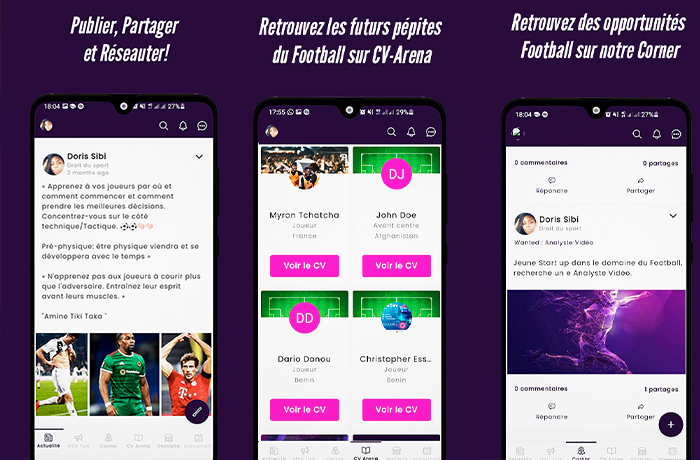 Publier, Partager
et Réseauter!
18:04
27%
Doris Sibi
Droit du sport
2 months ago
« Apprenez à vos joueurs par où et
comment commencer et comment
prendre les meilleures décisions.
Concentrez-vous sur le côté
technique/Tactique. ⚽⚽👊🏻👊🏻
Pré-physique: être physique viendra et se
développera avec le temps »
« N'apprenez pas aux joueurs à courir plus
que l'adversaire. Entraînez leur esprit
avant leurs muscles. »
"Amine Tiki Taka "
Actualité Corner CV Arena Vestiaire Evenement
Retrouvez les futurs pépites
du Football sur CV-Arena
17:55
29%
DJ
Myron Tchatcha
Joueur
France
Voir le CV
John Doe
Avant centre
Afghanistan
Voir le CV
DD
Dario Donou
Joueur
Benin
Voir le CV
Christopher Ess...
Joueur
Benin
Voir le CV
CV Arena
Retrouvez des opportunités
Football sur notre Corner
18:04
27%
0 commentaires 0 partages
Répondre Partager
Doris Sibi
Droit du sport
Wanted : Analyste Vidéo
Jeune Start up dans le domaine du Football,
recherche un e Analyste Vidéo.
0 commentaires 1 partages
Répondre Partager
Corner